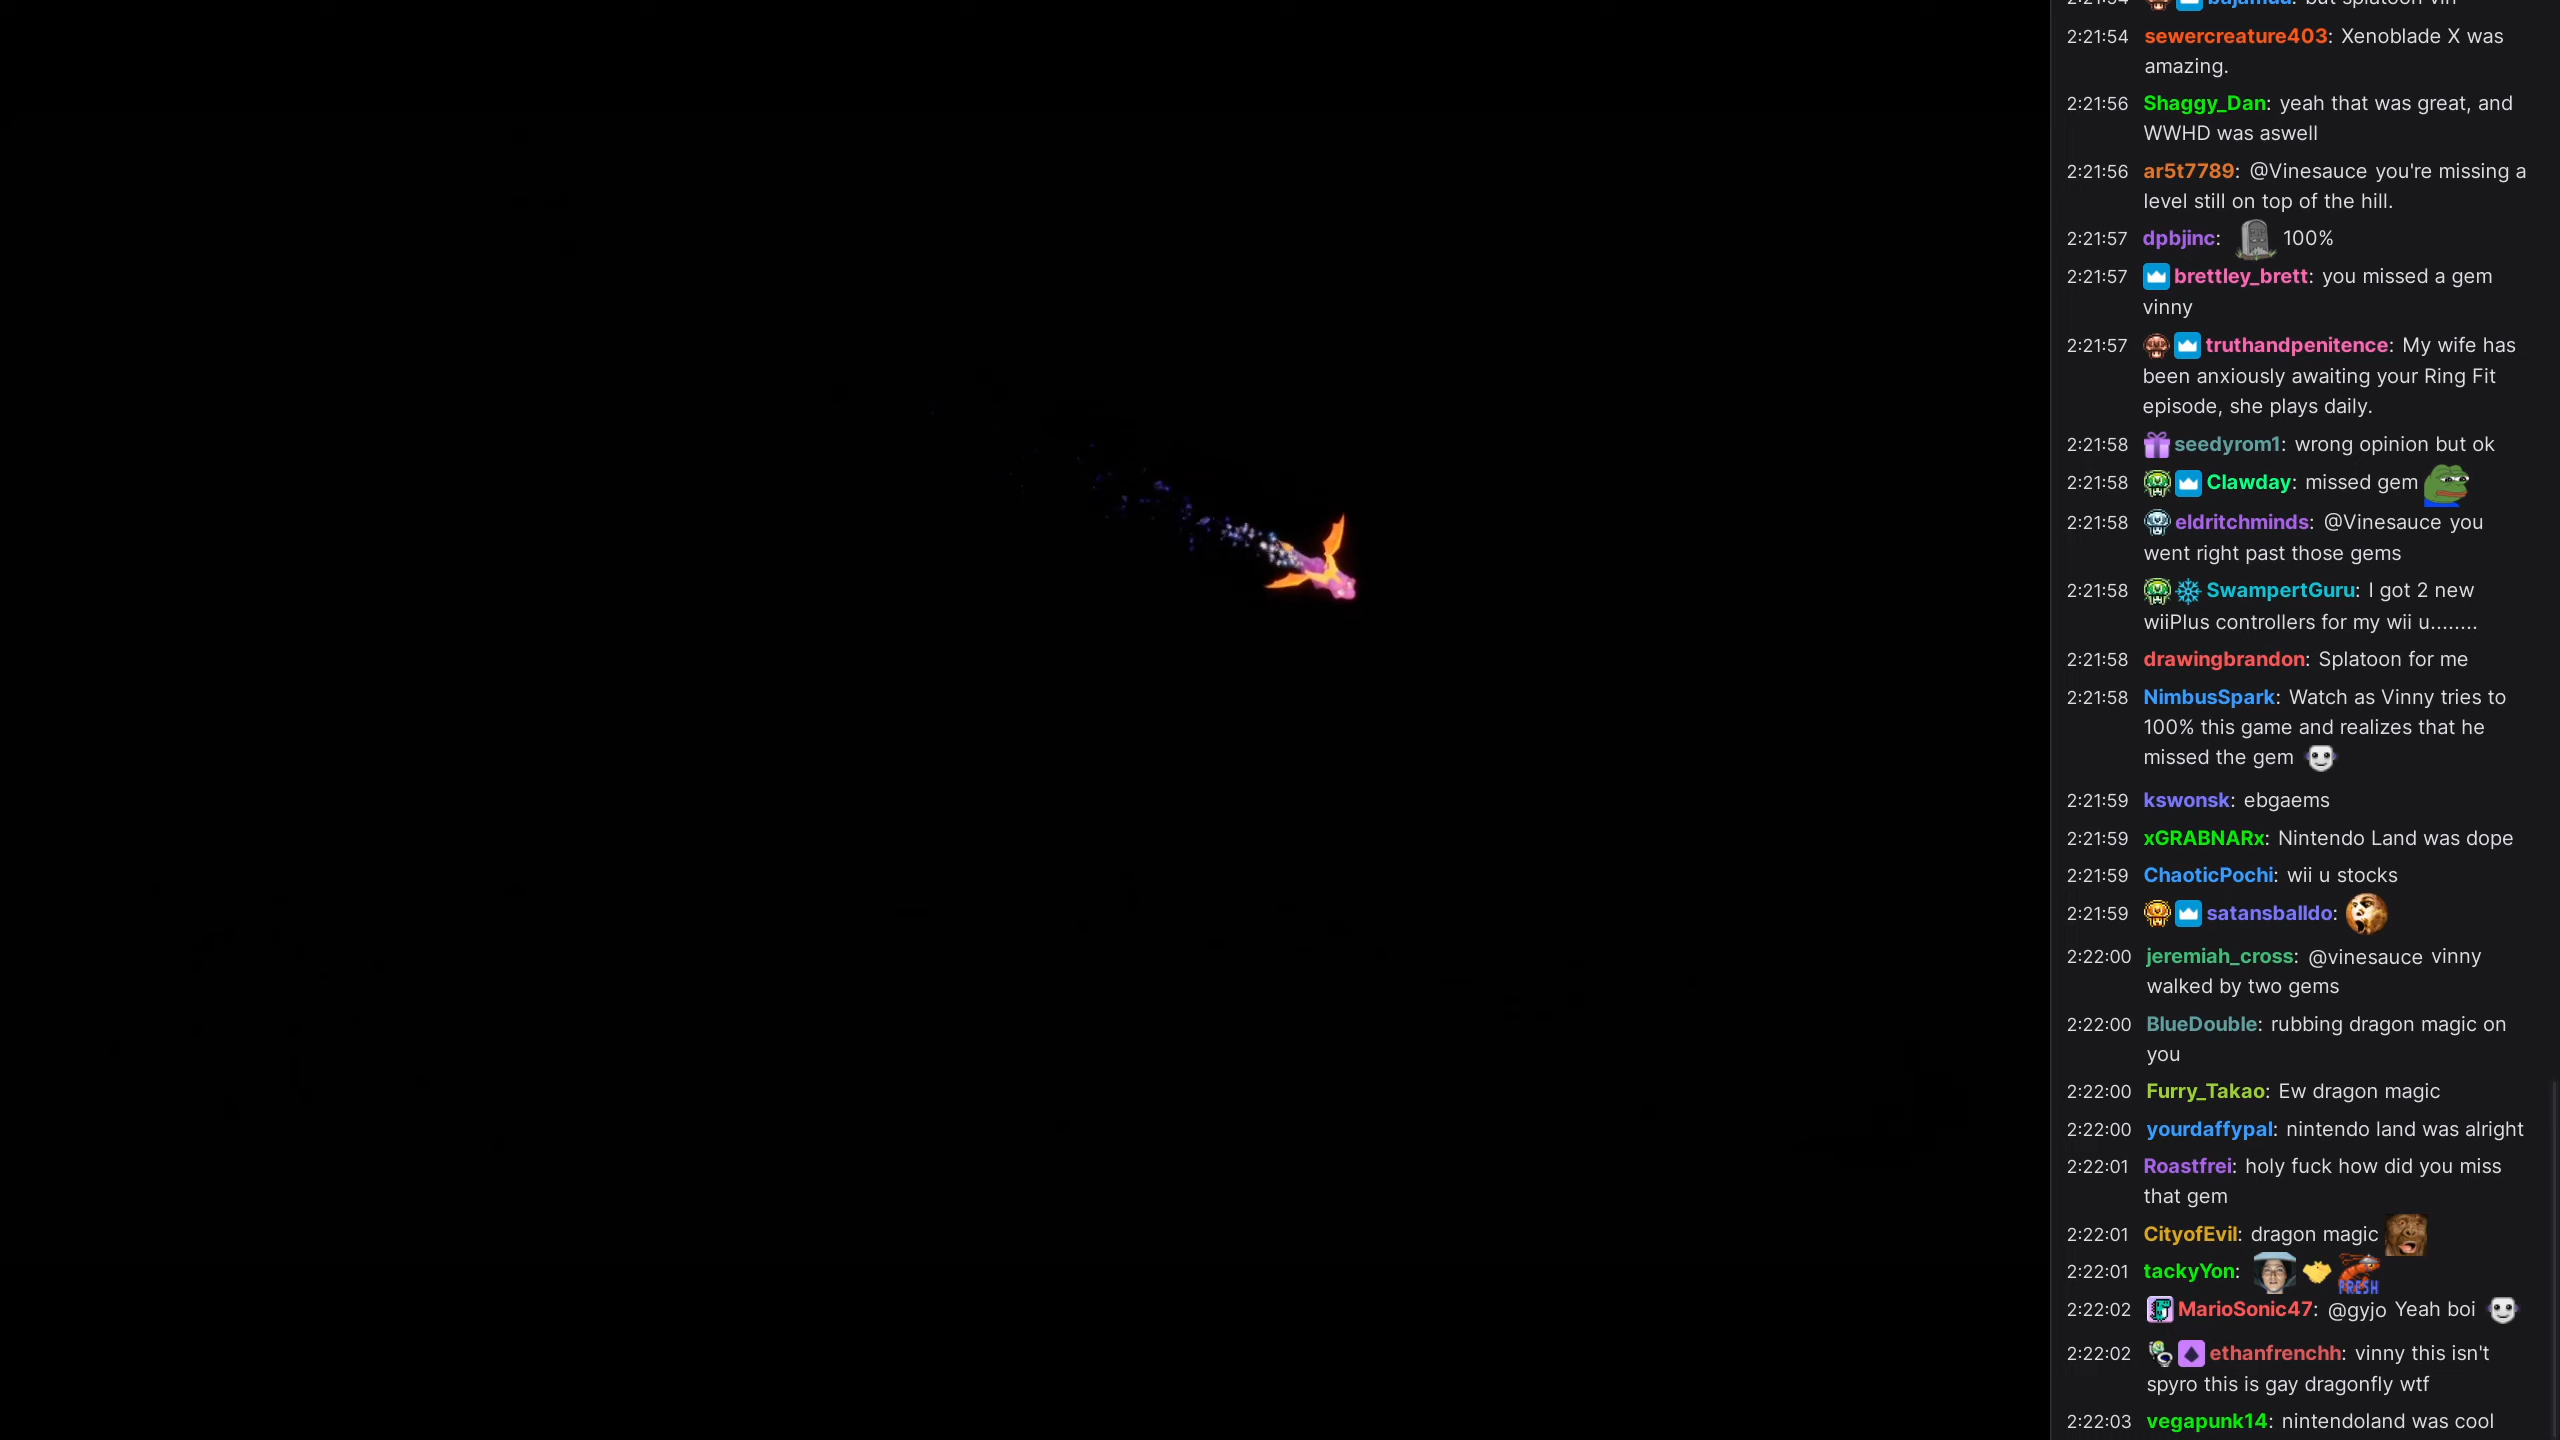 2:21:54 bajamda: but splatoon vin
2:21:54 sewercreature403: Xenoblade X was
amazing.
2:21:56 Shaggy_Dan: yeah that was great, and
WWHD was aswell
2:21:56 ar5t7789: @Vinesauce you're missing a
level still on top of the hill.
2:21:57 dpbjinc: 100%
2:21:57 brettley_brett: you missed a gem
vinny
2:21:57 truthandpenitence: My wife has
been anxiously awaiting your Ring Fit
episode, she plays daily.
2:21:58 seedyrom1: wrong opinion but ok
2:21:58 Clawday: missed gem
2:21:58 eldritchminds: @Vinesauce you
went right past those gems
2:21:58 SwampertGuru: I got 2 new
wiiPlus controllers for my wii u........
2:21:58 drawingbrandon: Splatoon for me
2:21:58 NimbusSpark: Watch as Vinny tries to
100% this game and realizes that he
missed the gem
2:21:59 kswonsk: ebgaems
2:21:59 xGRABNARx: Nintendo Land was dope
2:21:59 ChaoticPochi: wii u stocks
2:21:59 satansballdo:
2:22:00 jeremiah_cross: @vinesauce vinny
walked by two gems
2:22:00 BlueDouble: rubbing dragon magic on
you
2:22:00 Furry_Takao: Ew dragon magic
2:22:00 yourdaffypal: nintendo land was alright
2:22:01 Roastfrei: holy fuck how did you miss
that gem
2:22:01 CityofEvil: dragon magic
2:22:01 tackyYon: FRESH
2:22:02 MarioSonic47: @gyjo Yeah boi
2:22:02 ethanfrenchh: vinny this isn't
spyro this is gay dragonfly wtf
2:22:03 vegapunk14: nintendoland was cool